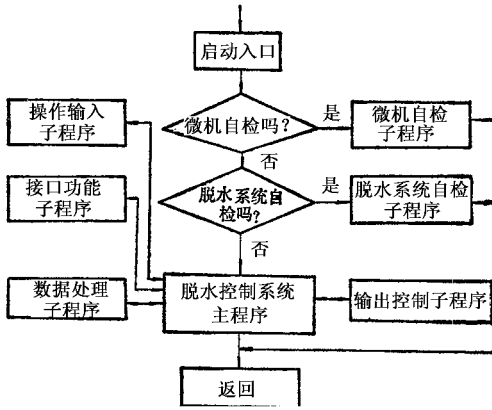 启动入口
微机自检吗?
是
微机自检
子程序
操作输入
子程序
否
脱水系统自
检吗?
是
脱水系统自检
子程序
接口功能
子程序
否
数据处理
子程序
脱水控制系统
主程序
输出控制子程序
返回